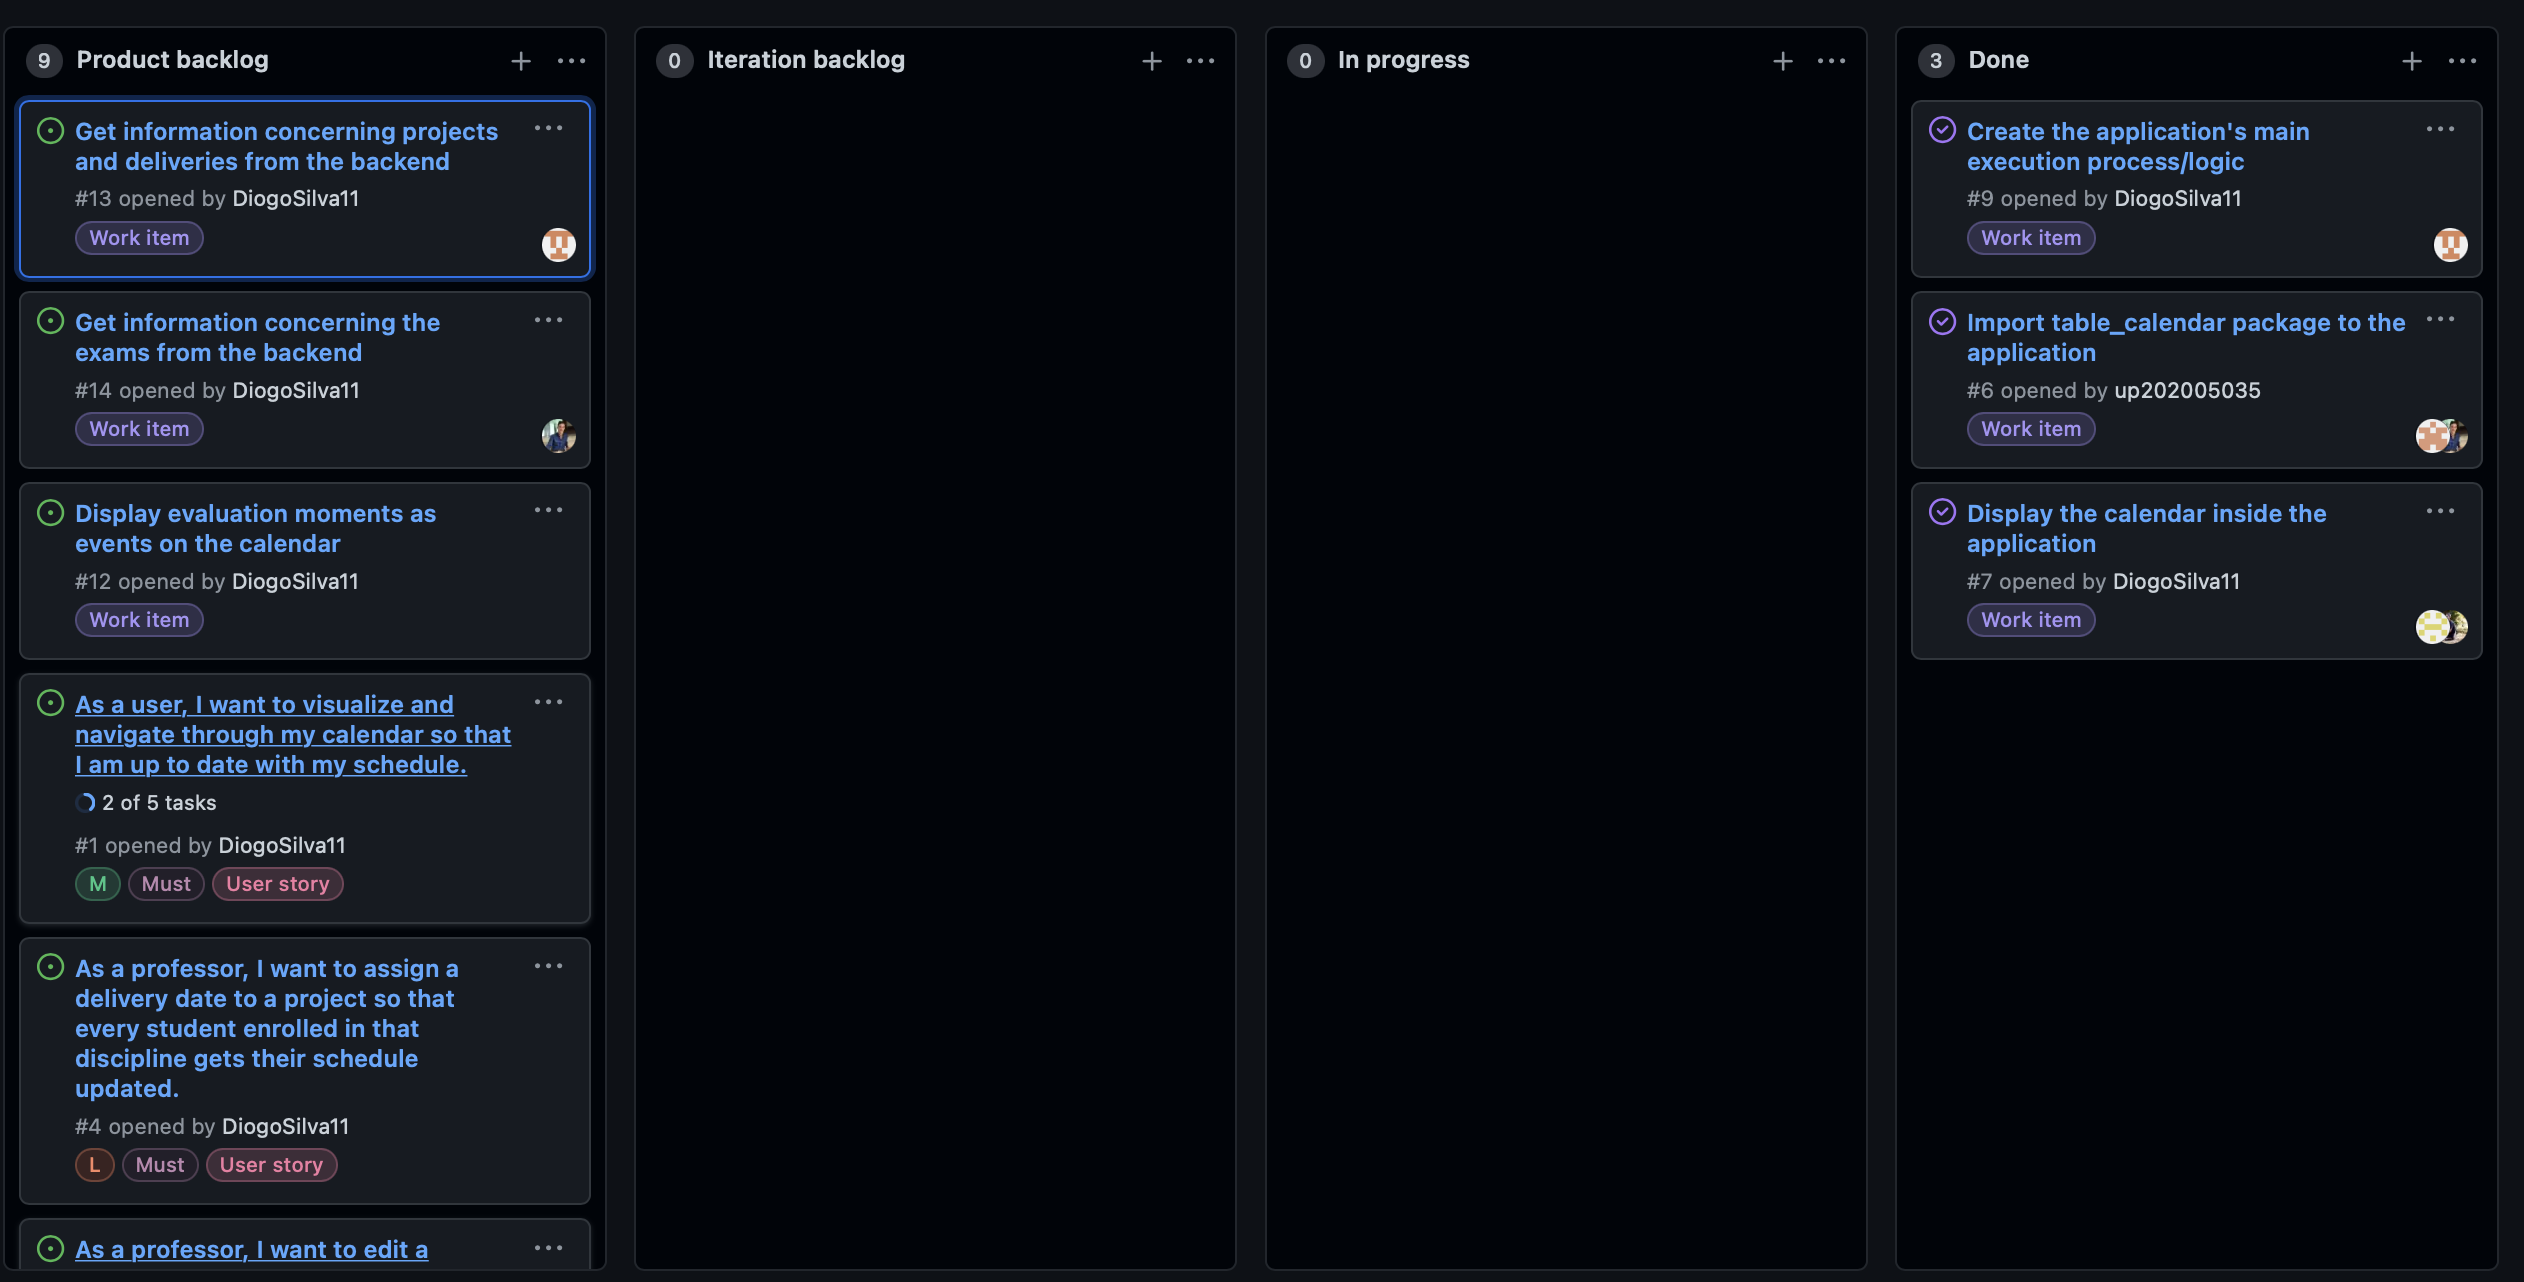 9 Product backlog
Get information concerning projects
and deliveries from the backend
#13 opened by DiogoSilva11
Work item
Get information concerning the
exams from the backend
#14 opened by DiogoSilva11
Work item
Display evaluation moments as
events on the calendar
#12 opened by DiogoSilva11
Work item
As a user, I want to visualize and
navigate through my calendar so that
I am up to date with my schedule.
2 of 5 tasks
#1 opened by DiogoSilva11
M Must User story
As a professor, I want to assign a
delivery date to a project so that
every student enrolled in that
discipline gets their schedule
updated.
#4 opened by DiogoSilva11
L Must User story
As a professor, I want to edit a
0 Iteration backlog
0 In progress
3 Done
Create the application's main
execution process/logic
#9 opened by DiogoSilva11
Work item
Import table_calendar package to the
application
#6 opened by up202005035
Work item
Display the calendar inside the
application
#7 opened by DiogoSilva11
Work item